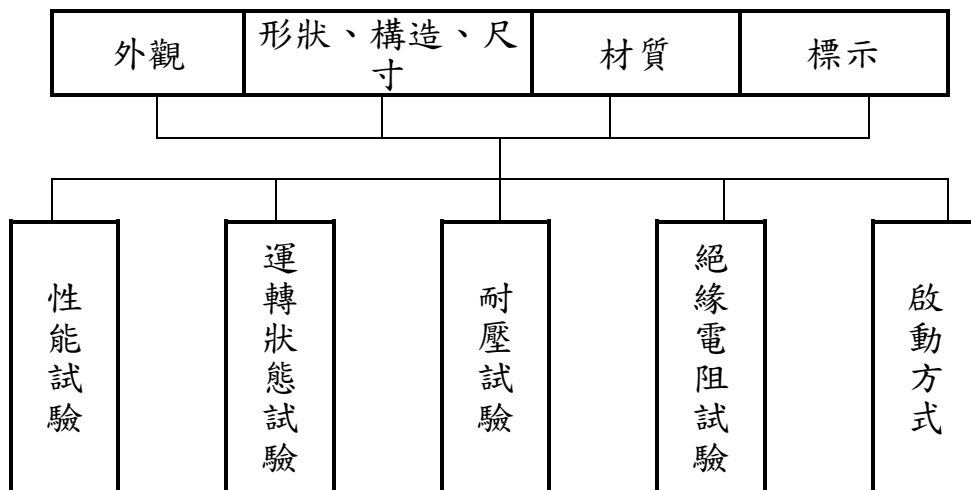 外觀
形狀、構造、尺
寸
材質
標示
性能試驗
運轉狀態試驗
耐壓試驗
絕緣電阻試驗
啟動方式